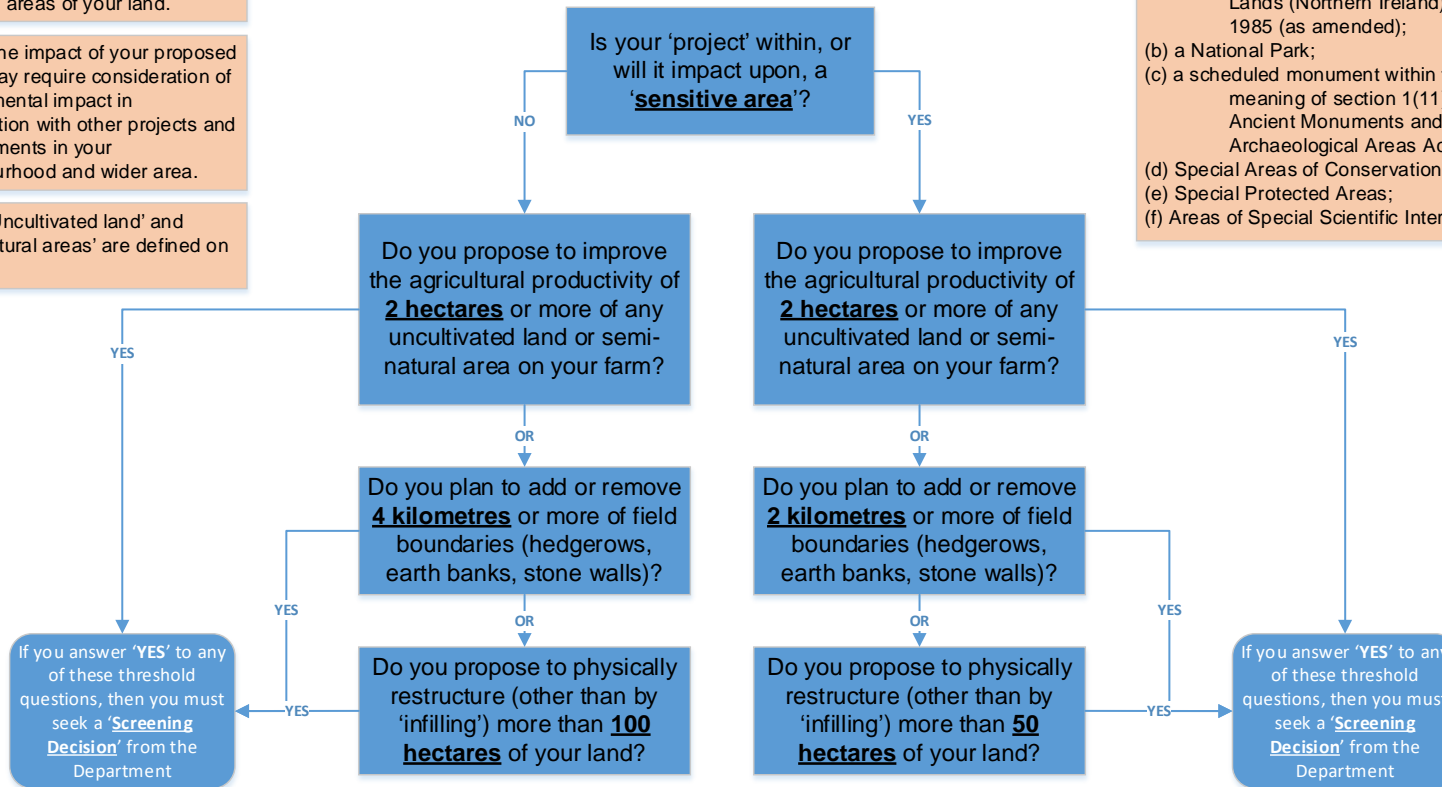 areas of your land.
impact of your proposed
require consideration of
impact in
with other projects and
in your
and wider area.
Uncultivated land’ and
areas’ are defined on
Is your ‘project’ within, or
will it impact upon, a
‘sensitive area’?
NO
YES
Lands (Northern Ireland)
1985 (as amended);
(b) a National Park;
(c) a scheduled monument within
meaning of section 1(11
Ancient Monuments and
Archaeological Areas
(d) Special Areas of Conservation
(e) Special Protected Areas;
(f) Areas of Special Scientific
Do you propose to improve
the agricultural productivity of
2 hectares or more of any
uncultivated land or semi-
natural area on your farm?
Do you propose to improve
the agricultural productivity of
2 hectares or more of any
uncultivated land or semi-
natural area on your farm?
YES
YES
OR
OR
Do you plan to add or remove
4 kilometres or more of field
boundaries (hedgerows,
earth banks, stone walls)?
Do you plan to add or remove
2 kilometres or more of field
boundaries (hedgerows,
earth banks, stone walls)?
YES
YES
OR
OR
Do you propose to physically
restructure (other than by
‘infilling’) more than 100
hectares of your land?
Do you propose to physically
restructure (other than by
‘infilling’) more than 50
hectares of your land?
YES
YES
If you answer ‘YES’ to any
of these threshold
questions, then you must
seek a ‘Screening
Decision’ from the
Department
If you answer ‘YES’ to any
of these threshold
questions, then you must
seek a ‘Screening
Decision’ from the
Department